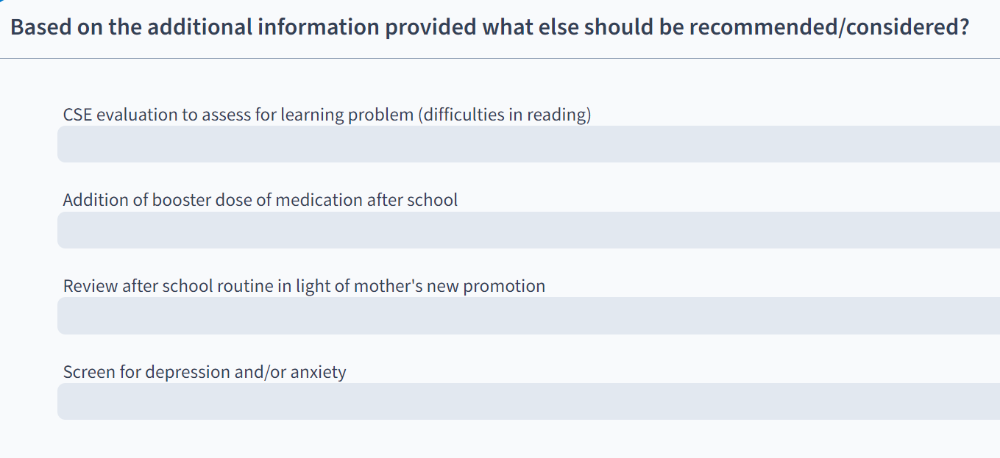 Based on the additional information provided what else should be recommended/considered?
CSE evaluation to assess for learning problem (difficulties in reading)
Addition of booster dose of medication after school
Review after school routine in light of mother's new promotion
Screen for depression and/or anxiety